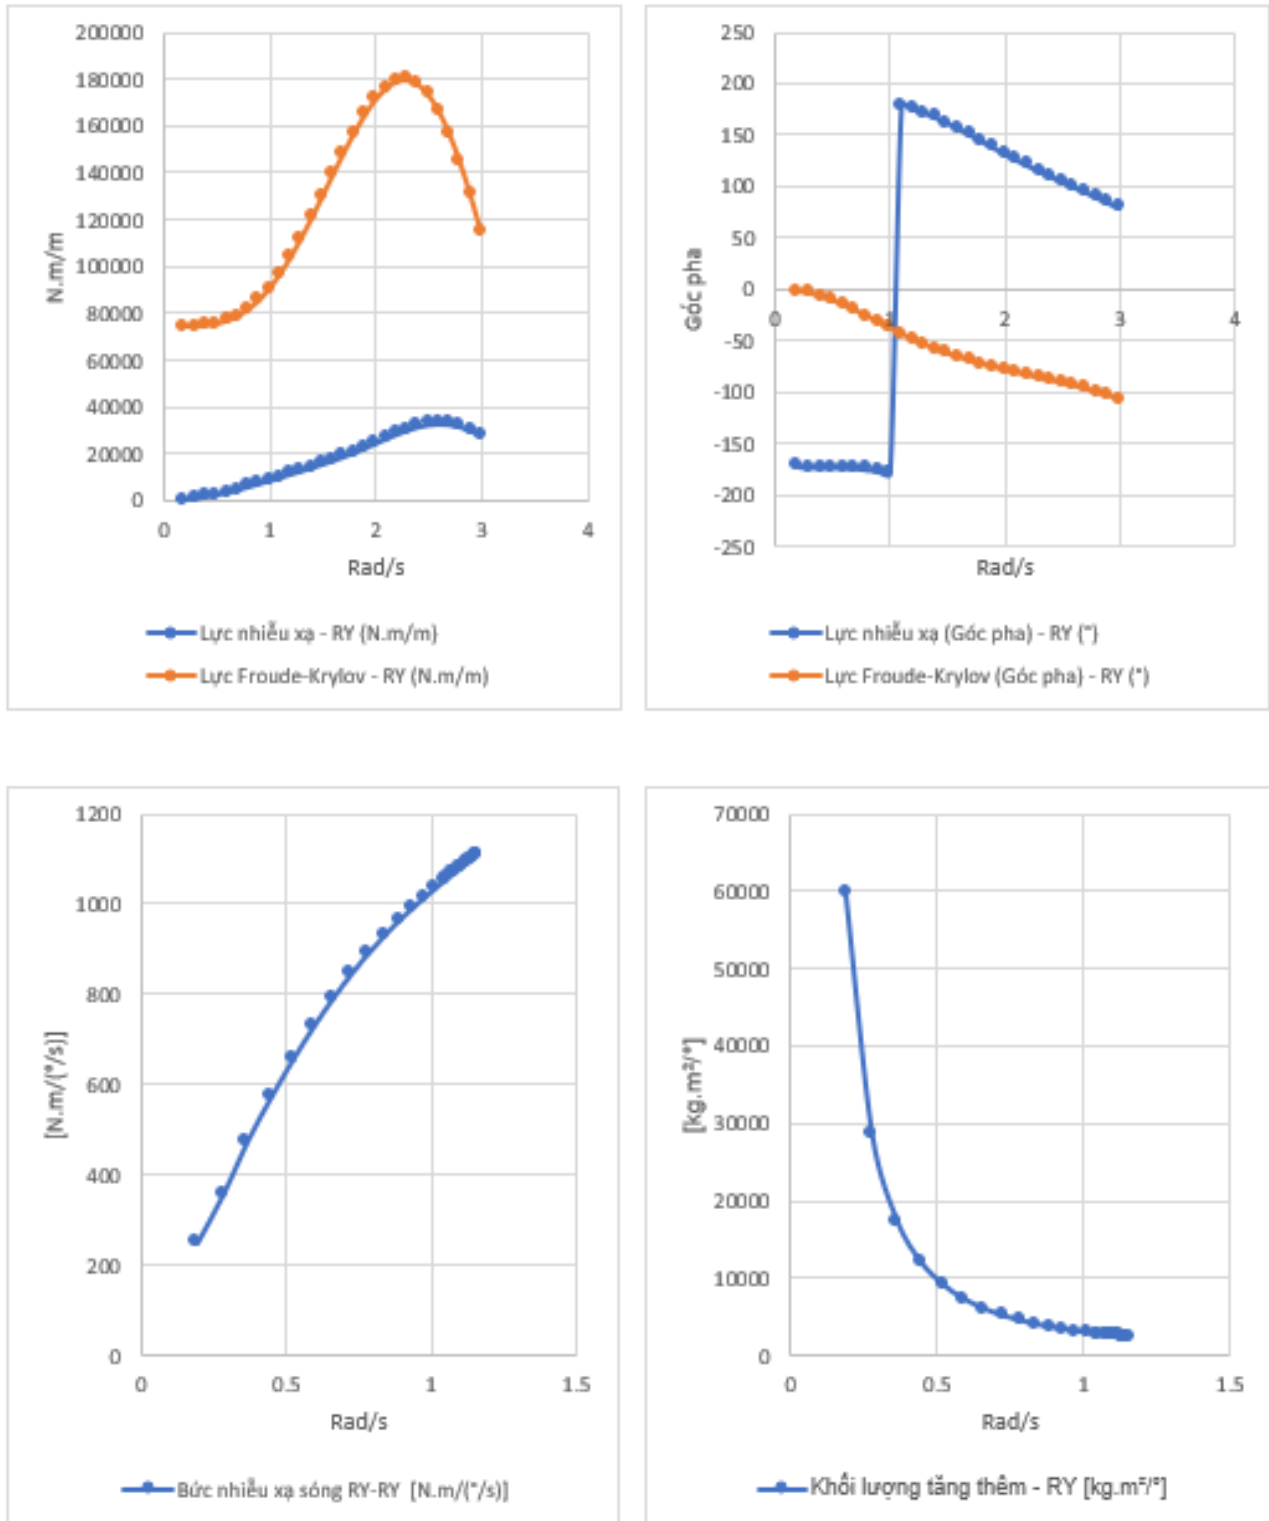 200000
180000
160000
140000
120000
100000
80000
60000
40000
20000
0
N.m/m
0 1 2 3 4
Rad/s
Lực nhiễu xạ - RY (N.m/m)
Lực Froude-Krylov - RY (N.m/m)
250
200
150
100
50
0
-50
-100
-150
-200
-250
Góc pha
0 1 2 3 4
Rad/s
Lực nhiễu xạ (Góc pha) - RY (°)
Lực Froude-Krylov (Góc pha) - RY (°)
1200
1000
800
600
400
200
0
[N.m/(°/s)]
0 0.5 1 1.5
Rad/s
Bức nhiễu xạ sóng RY-RY [N.m/(°/s)]
70000
60000
50000
40000
30000
20000
10000
0
[kg.m²/°]
0 0.5 1 1.5
Rad/s
Khối lượng tăng thêm - RY [kg.m²/°]